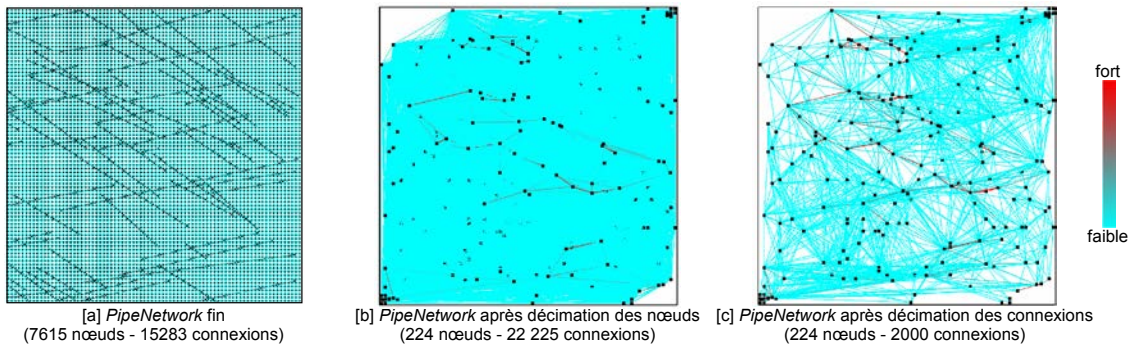 fort
faible
[a] PipeNetwork fin
(7615 nœuds - 15283 connexions)
[b] PipeNetwork après décimation des nœuds
(224 nœuds - 22 225 connexions)
[c] PipeNetwork après décimation des connexions
(224 nœuds - 2000 connexions)